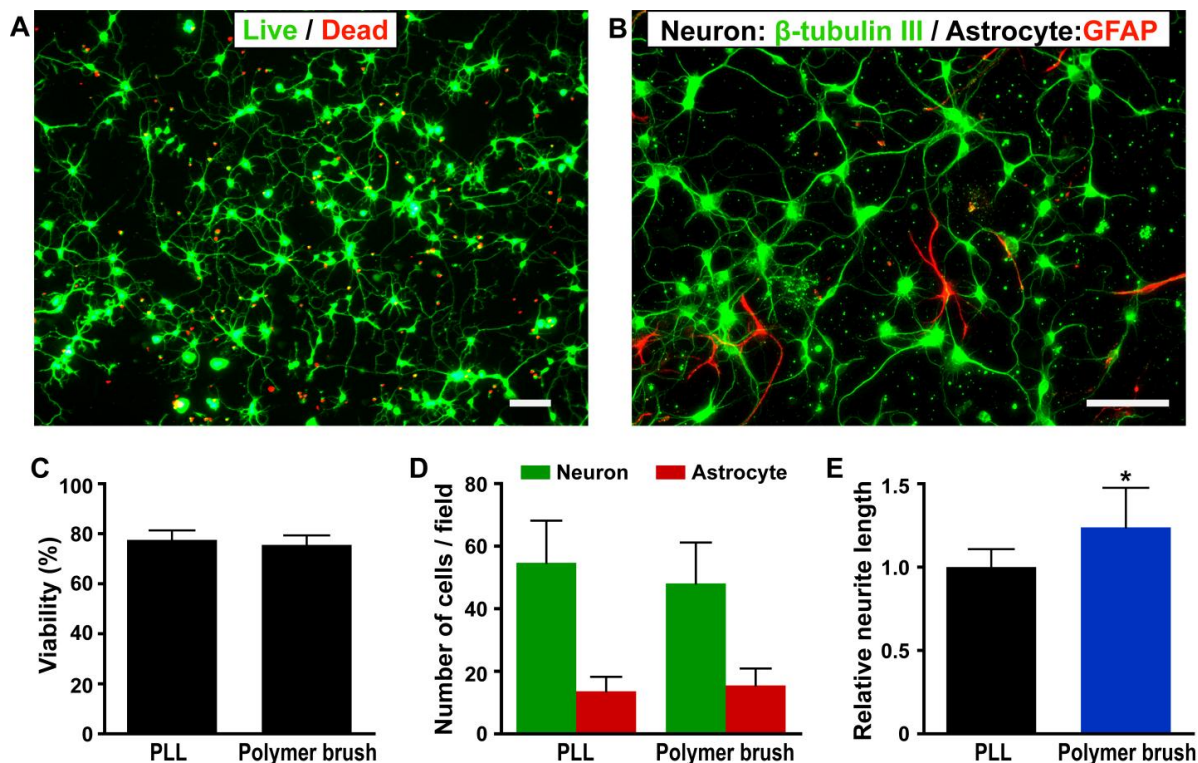 A
Live / Dead
B
Neuron: β-tubulin III / Astrocyte:GFAP
C
Viability (%)
100
80
60
40
20
0
PLL
Polymer brush
D
Neuron
Astrocyte
Number of cells / field
80
60
40
20
0
PLL
Polymer brush
E
Relative neurite length
1.5
1.0
0.5
0.0
*
PLL
Polymer brush